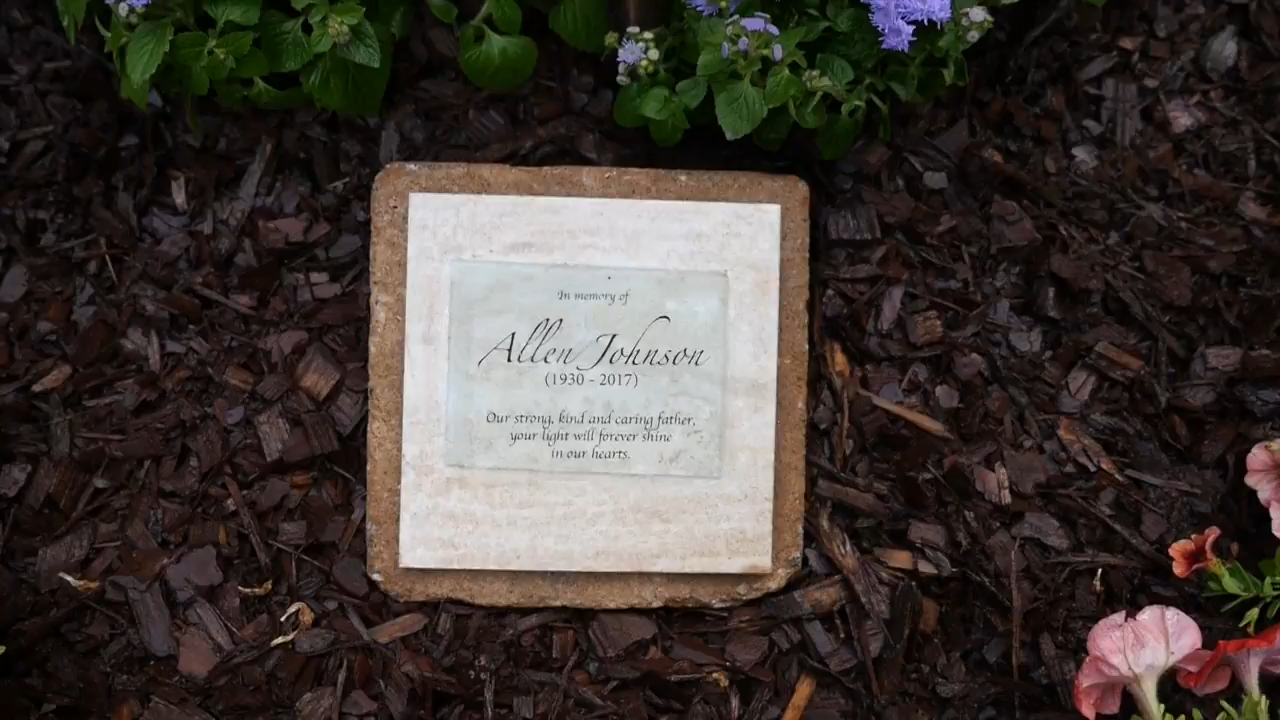 In memory of
Allen Johnson
(1930 - 2017)
Our strong, kind and caring father,
your light will forever shine
in our hearts.